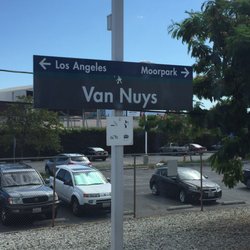 ← Los Angeles Moorpark →
Van Nuys